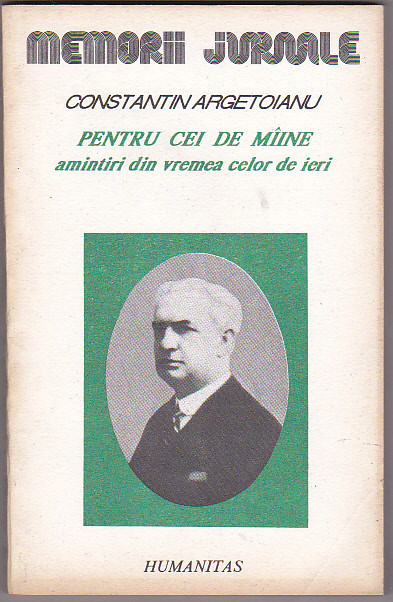 MEMORII JURNALE
CONSTANTIN ARGETOIANU
PENTRU CEI DE MÎINE
amintiri din vremea celor de ieri
HUMANITAS